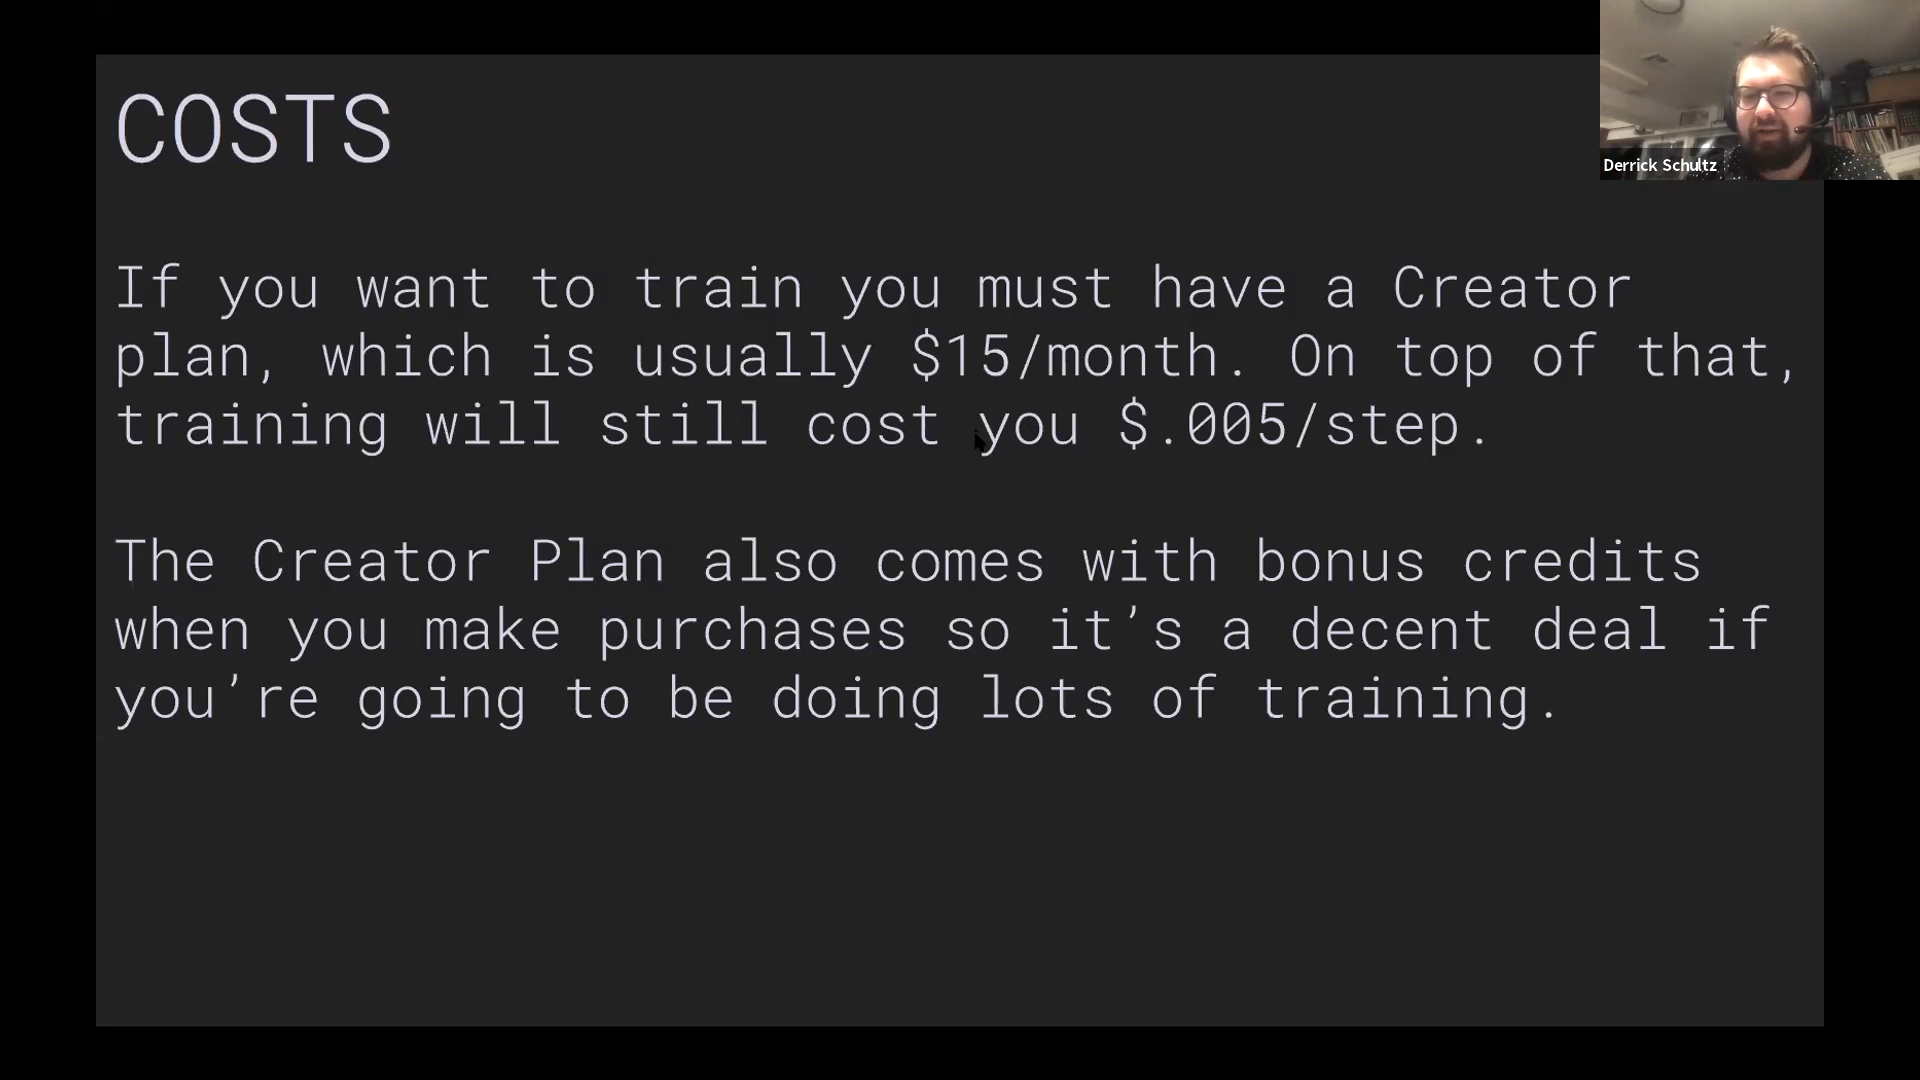 COSTS
Derrick Schultz
If you want to train you must have a Creator
plan, which is usually $15/month. On top of that,
training will still cost you $.005/step.
The Creator Plan also comes with bonus credits
when you make purchases so it’s a decent deal if
you’re going to be doing lots of training.